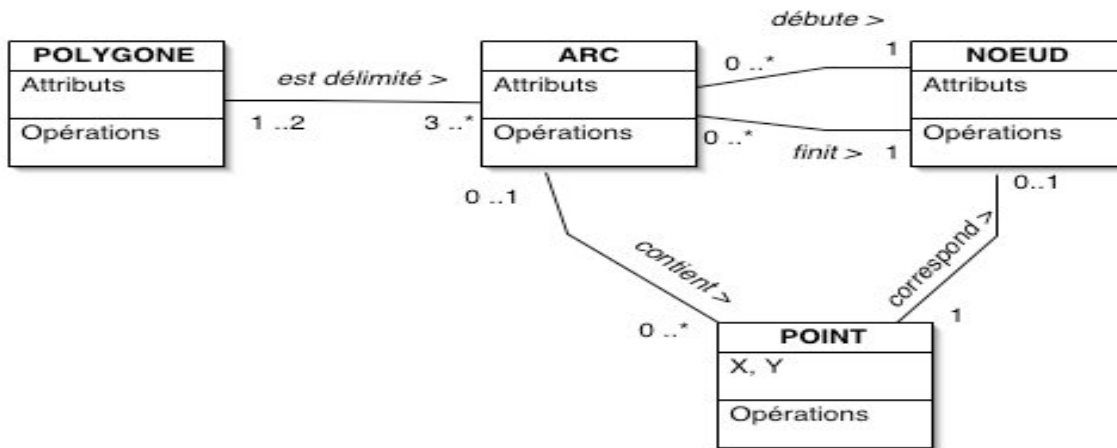 débute >
POLYGONE
ARC
NOEUD
Attributs
est délimité >
0 ..*
1
Attributs
Attributs
Opérations
1 ..2
3 ..*
Opérations
0 ..*
finit >
1
Opérations
0 ..1
0 ..1
contient >
correspond >
0 ..*
1
POINT
X, Y
Opérations